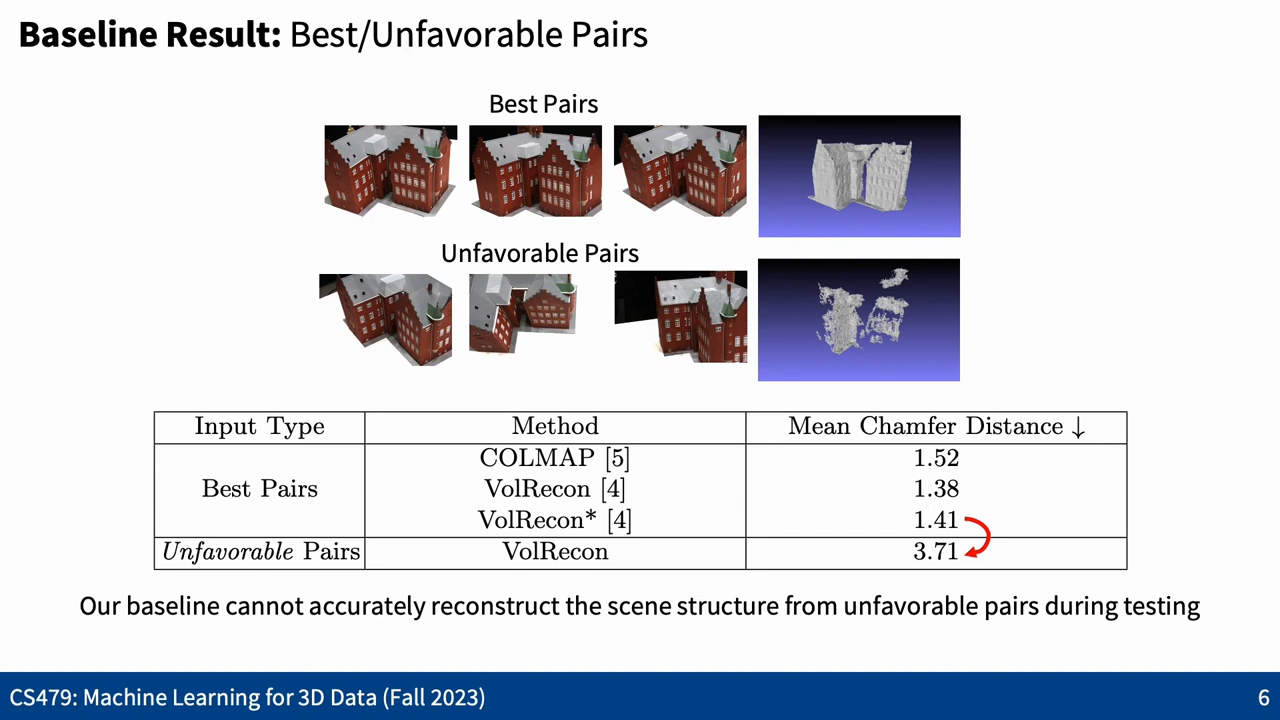 Baseline Result: Best/Unfavorable Pairs
Best Pairs
Unfavorable Pairs
Input Type Method Mean Chamfer Distance ↓
COLMAP [5] 1.52
Best Pairs VolRecon [4] 1.38
VolRecon* [4] 1.41
Unfavorable Pairs VolRecon 3.71
Our baseline cannot accurately reconstruct the scene structure from unfavorable pairs during testing
CS479: Machine Learning for 3D Data (Fall 2023) 6